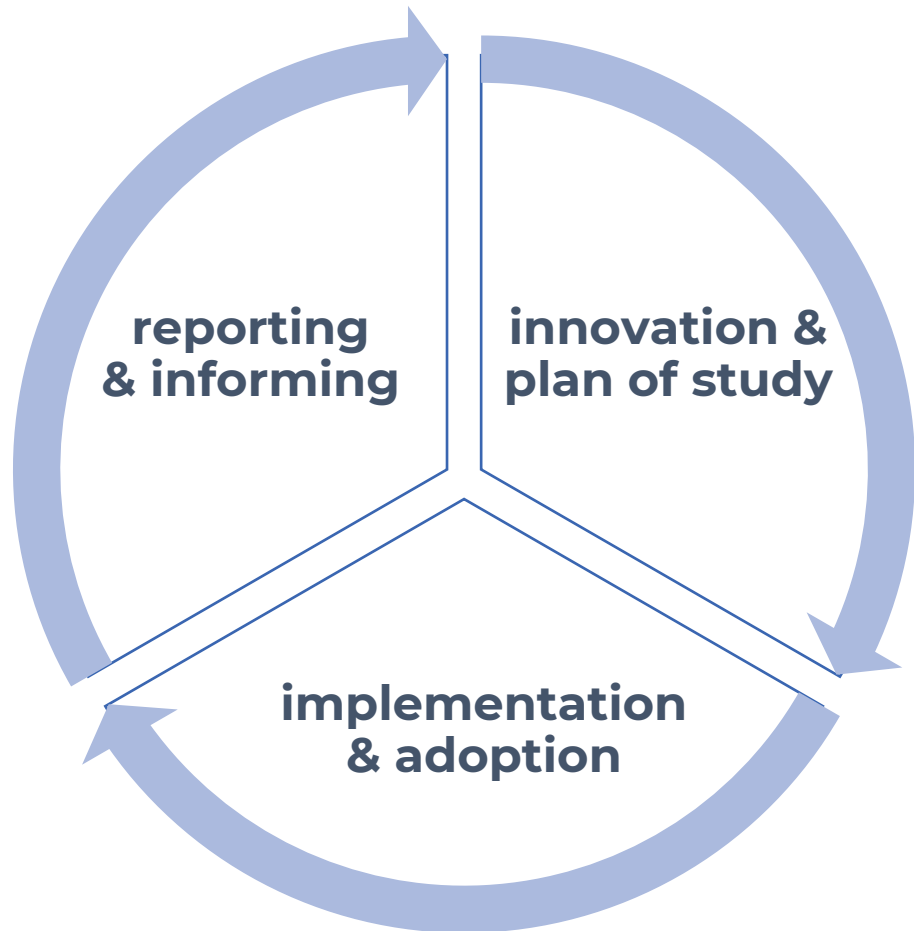 reporting
& informing
innovation &
plan of study
implementation
& adoption